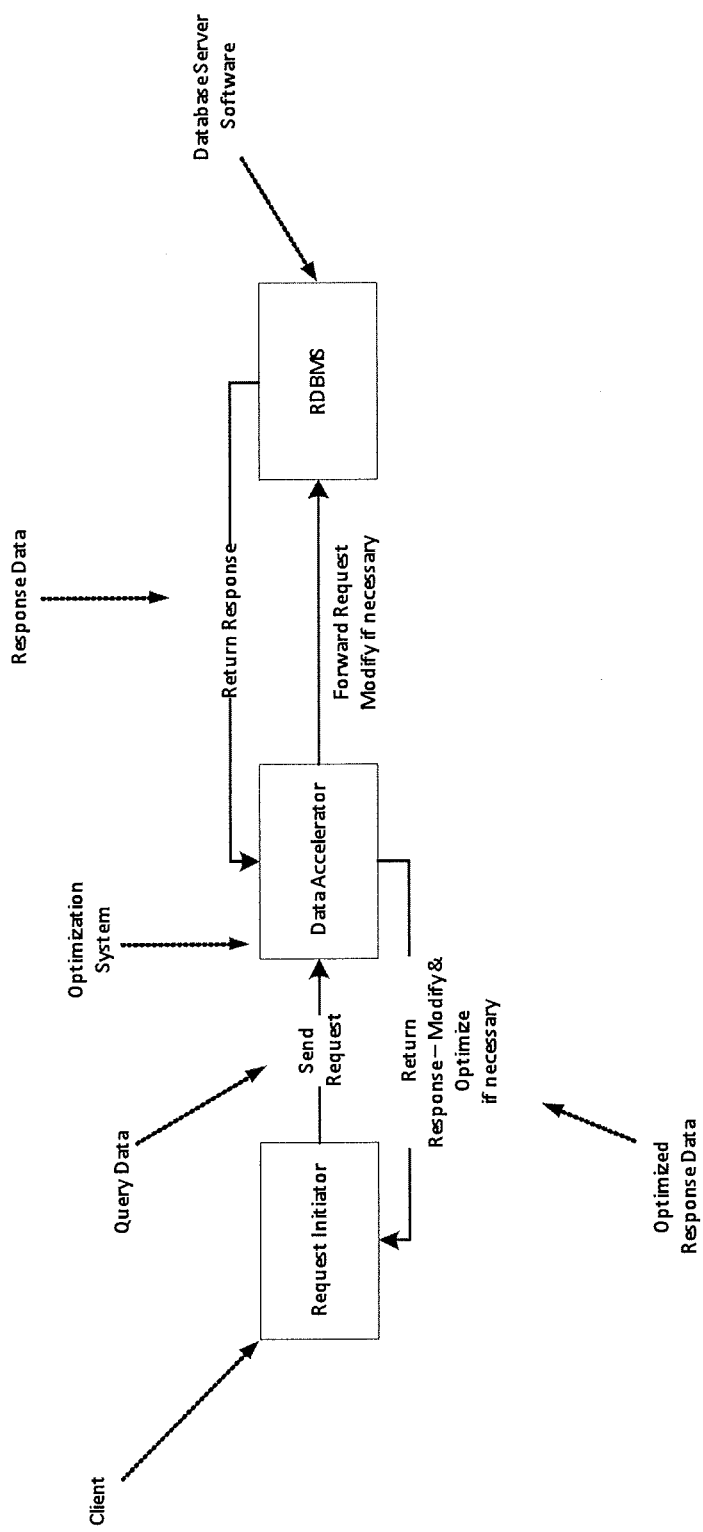 Client
Query Data
Optimization
System
Response Data
Database Server
Software
Request Initiator
Send
Request
Data Accelerator
Return Response
Forward Request
Modify if necessary
RDBMS
Return
Response – Modify &
Optimize
if necessary
Optimized
Response Data